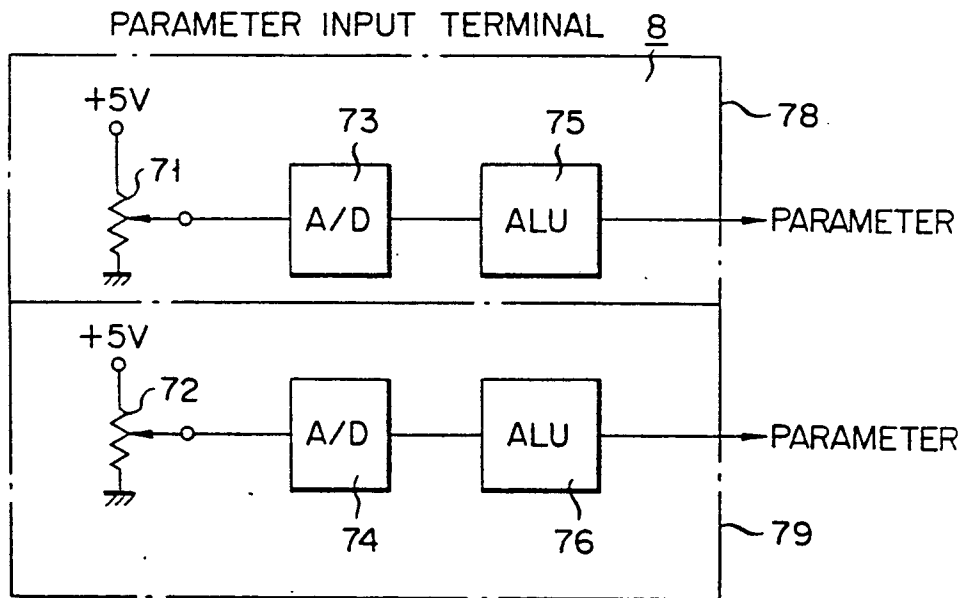 PARAMETER INPUT TERMINAL 8
78
+5V
73
75
71
A/D
ALU
PARAMETER
+5V
72
A/D
ALU
PARAMETER
74
76
79